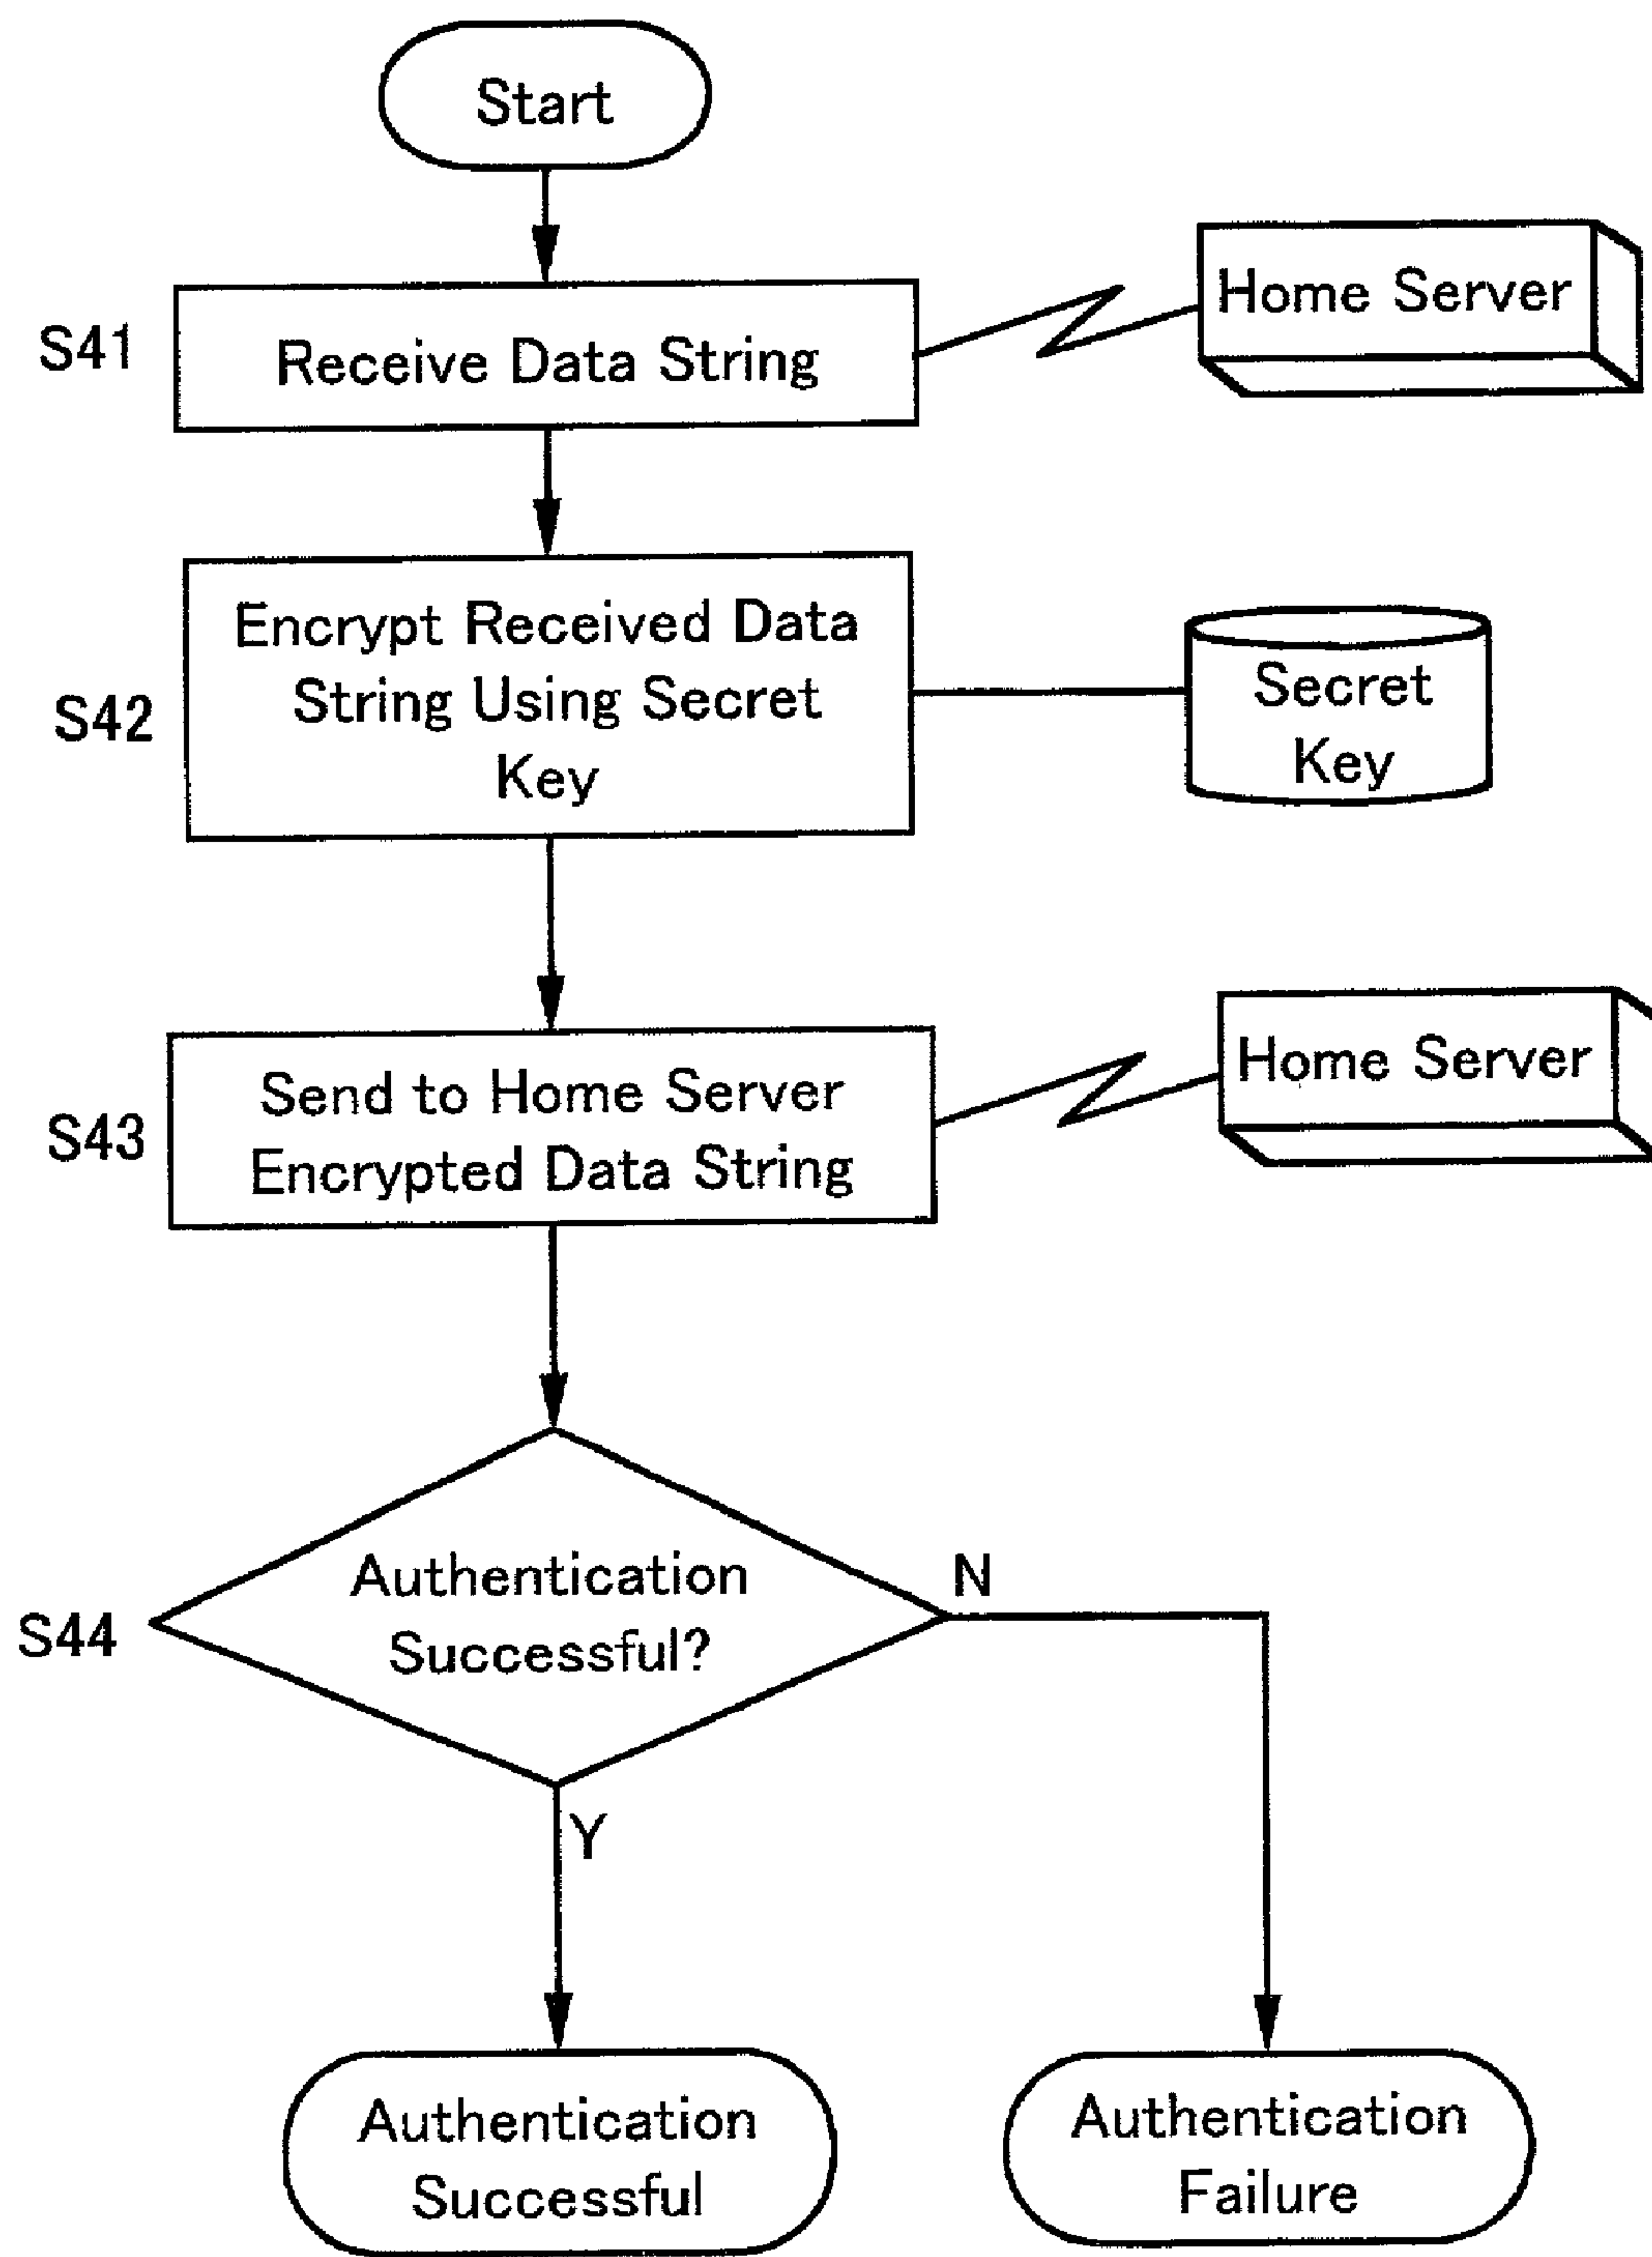 Start
S41
Receive Data String
Home Server
S42
Encrypt Received Data
String Using Secret
Key
Secret
Key
S43
Send to Home Server
Encrypted Data String
Home Server
S44
Authentication
Successful?
N
Y
Authentication
Successful
Authentication
Failure